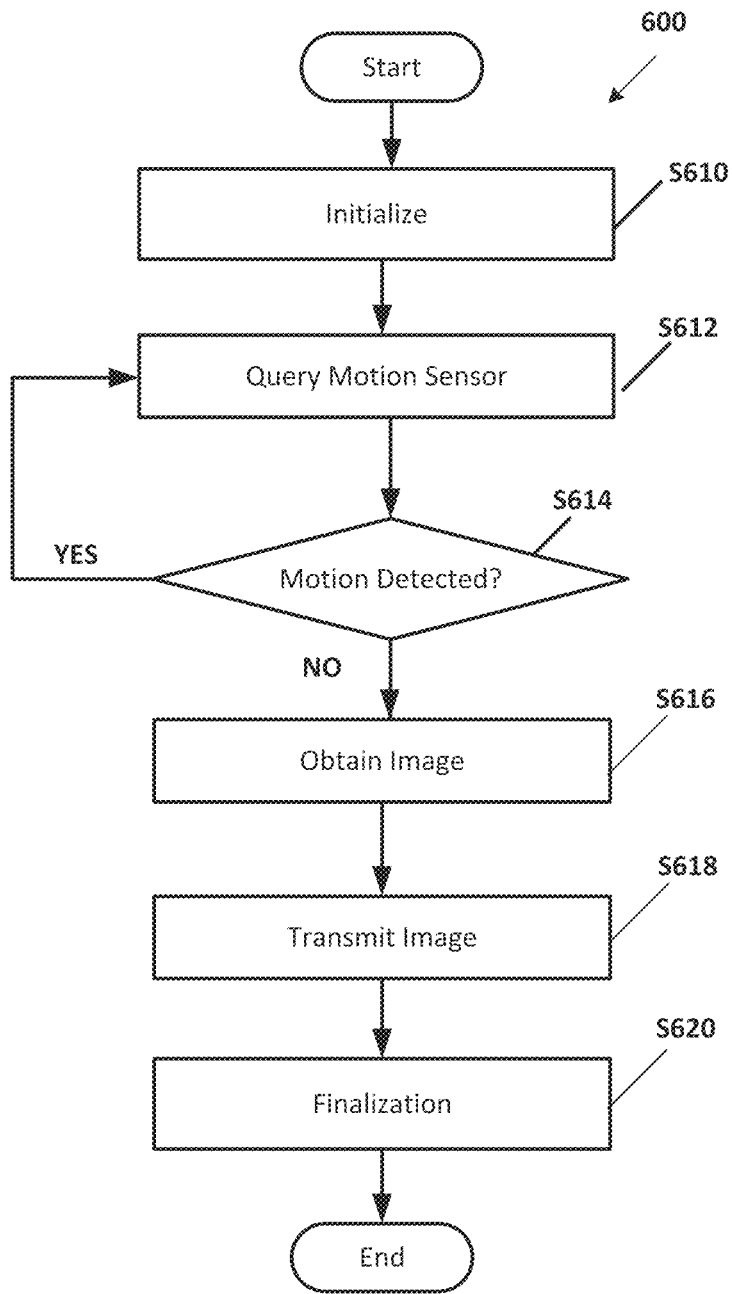 600
Start
S610
Initialize
S612
Query Motion Sensor
S614
Motion Detected?
YES
NO
S616
Obtain Image
S618
Transmit Image
S620
Finalization
End